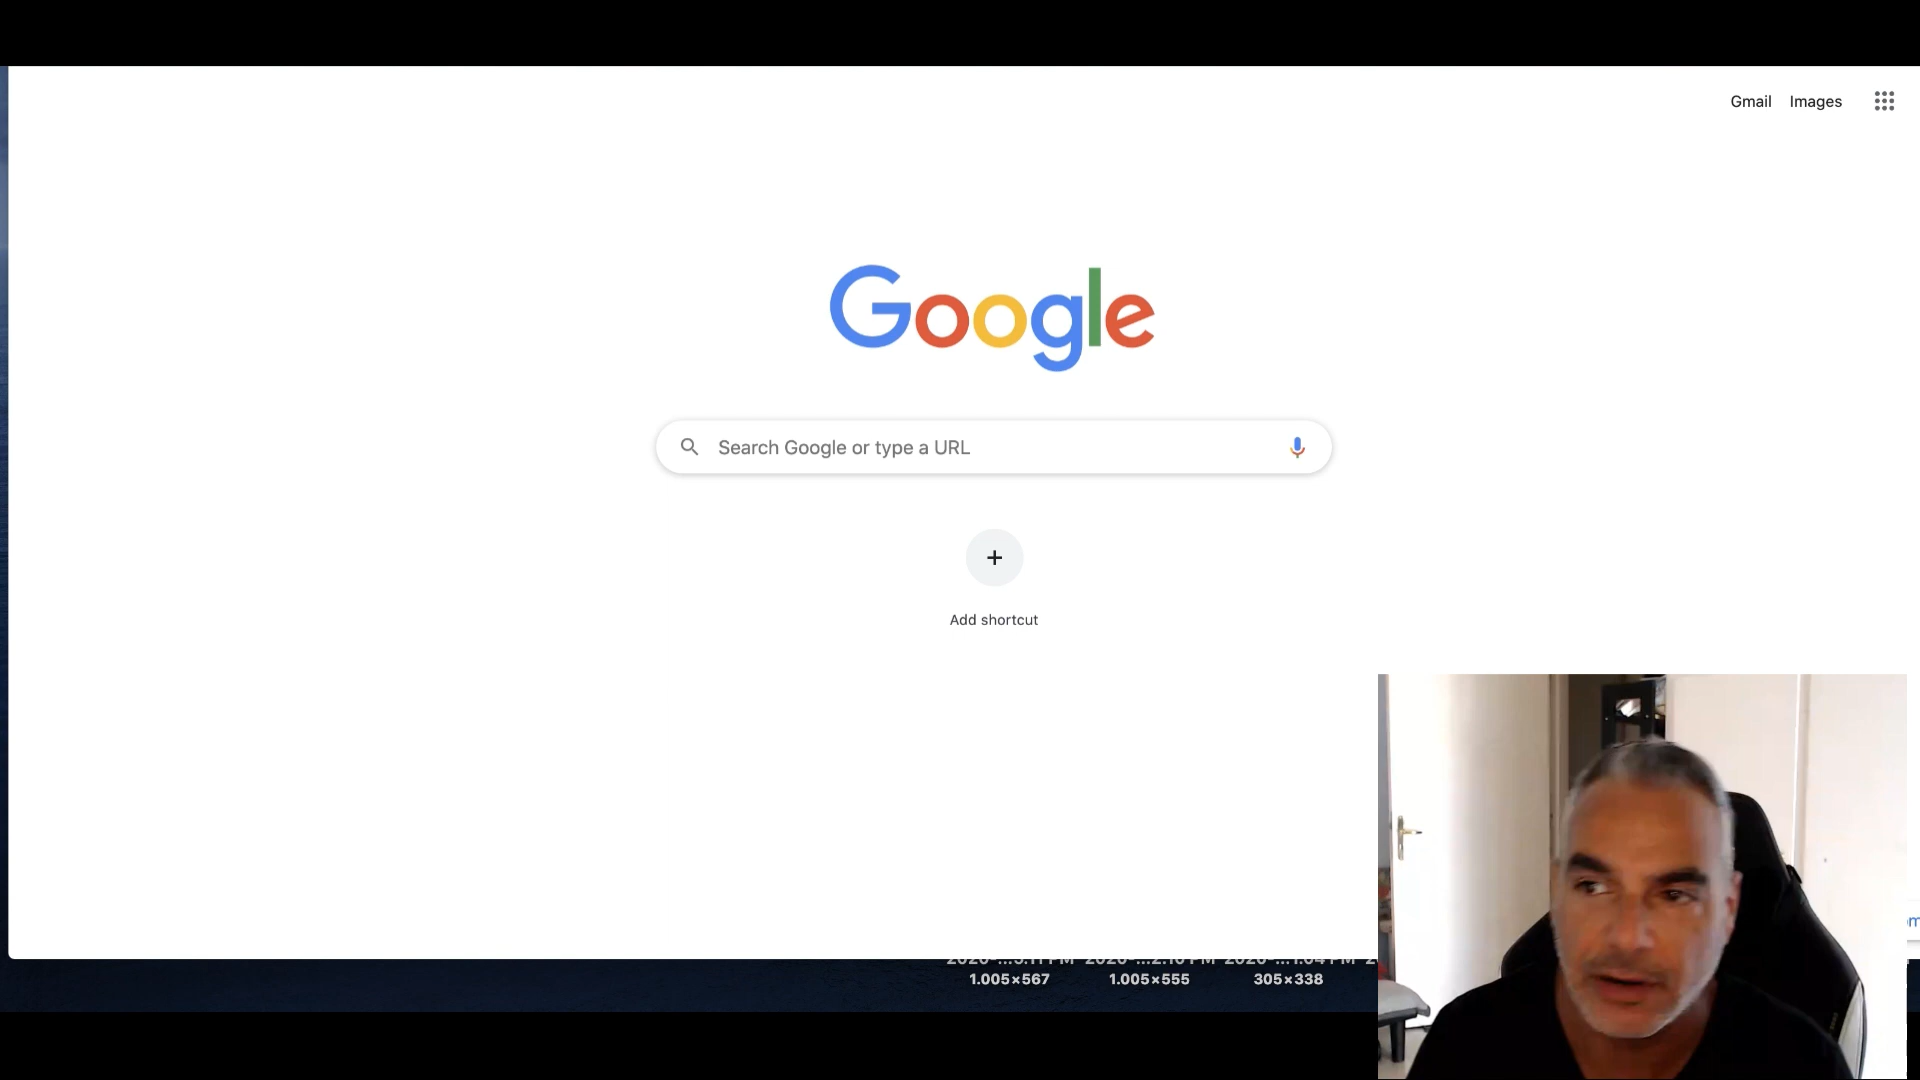 Gmail Images
Google
Search Google or type a URL
+
Add shortcut
1.005×567 1.005×555 305×338